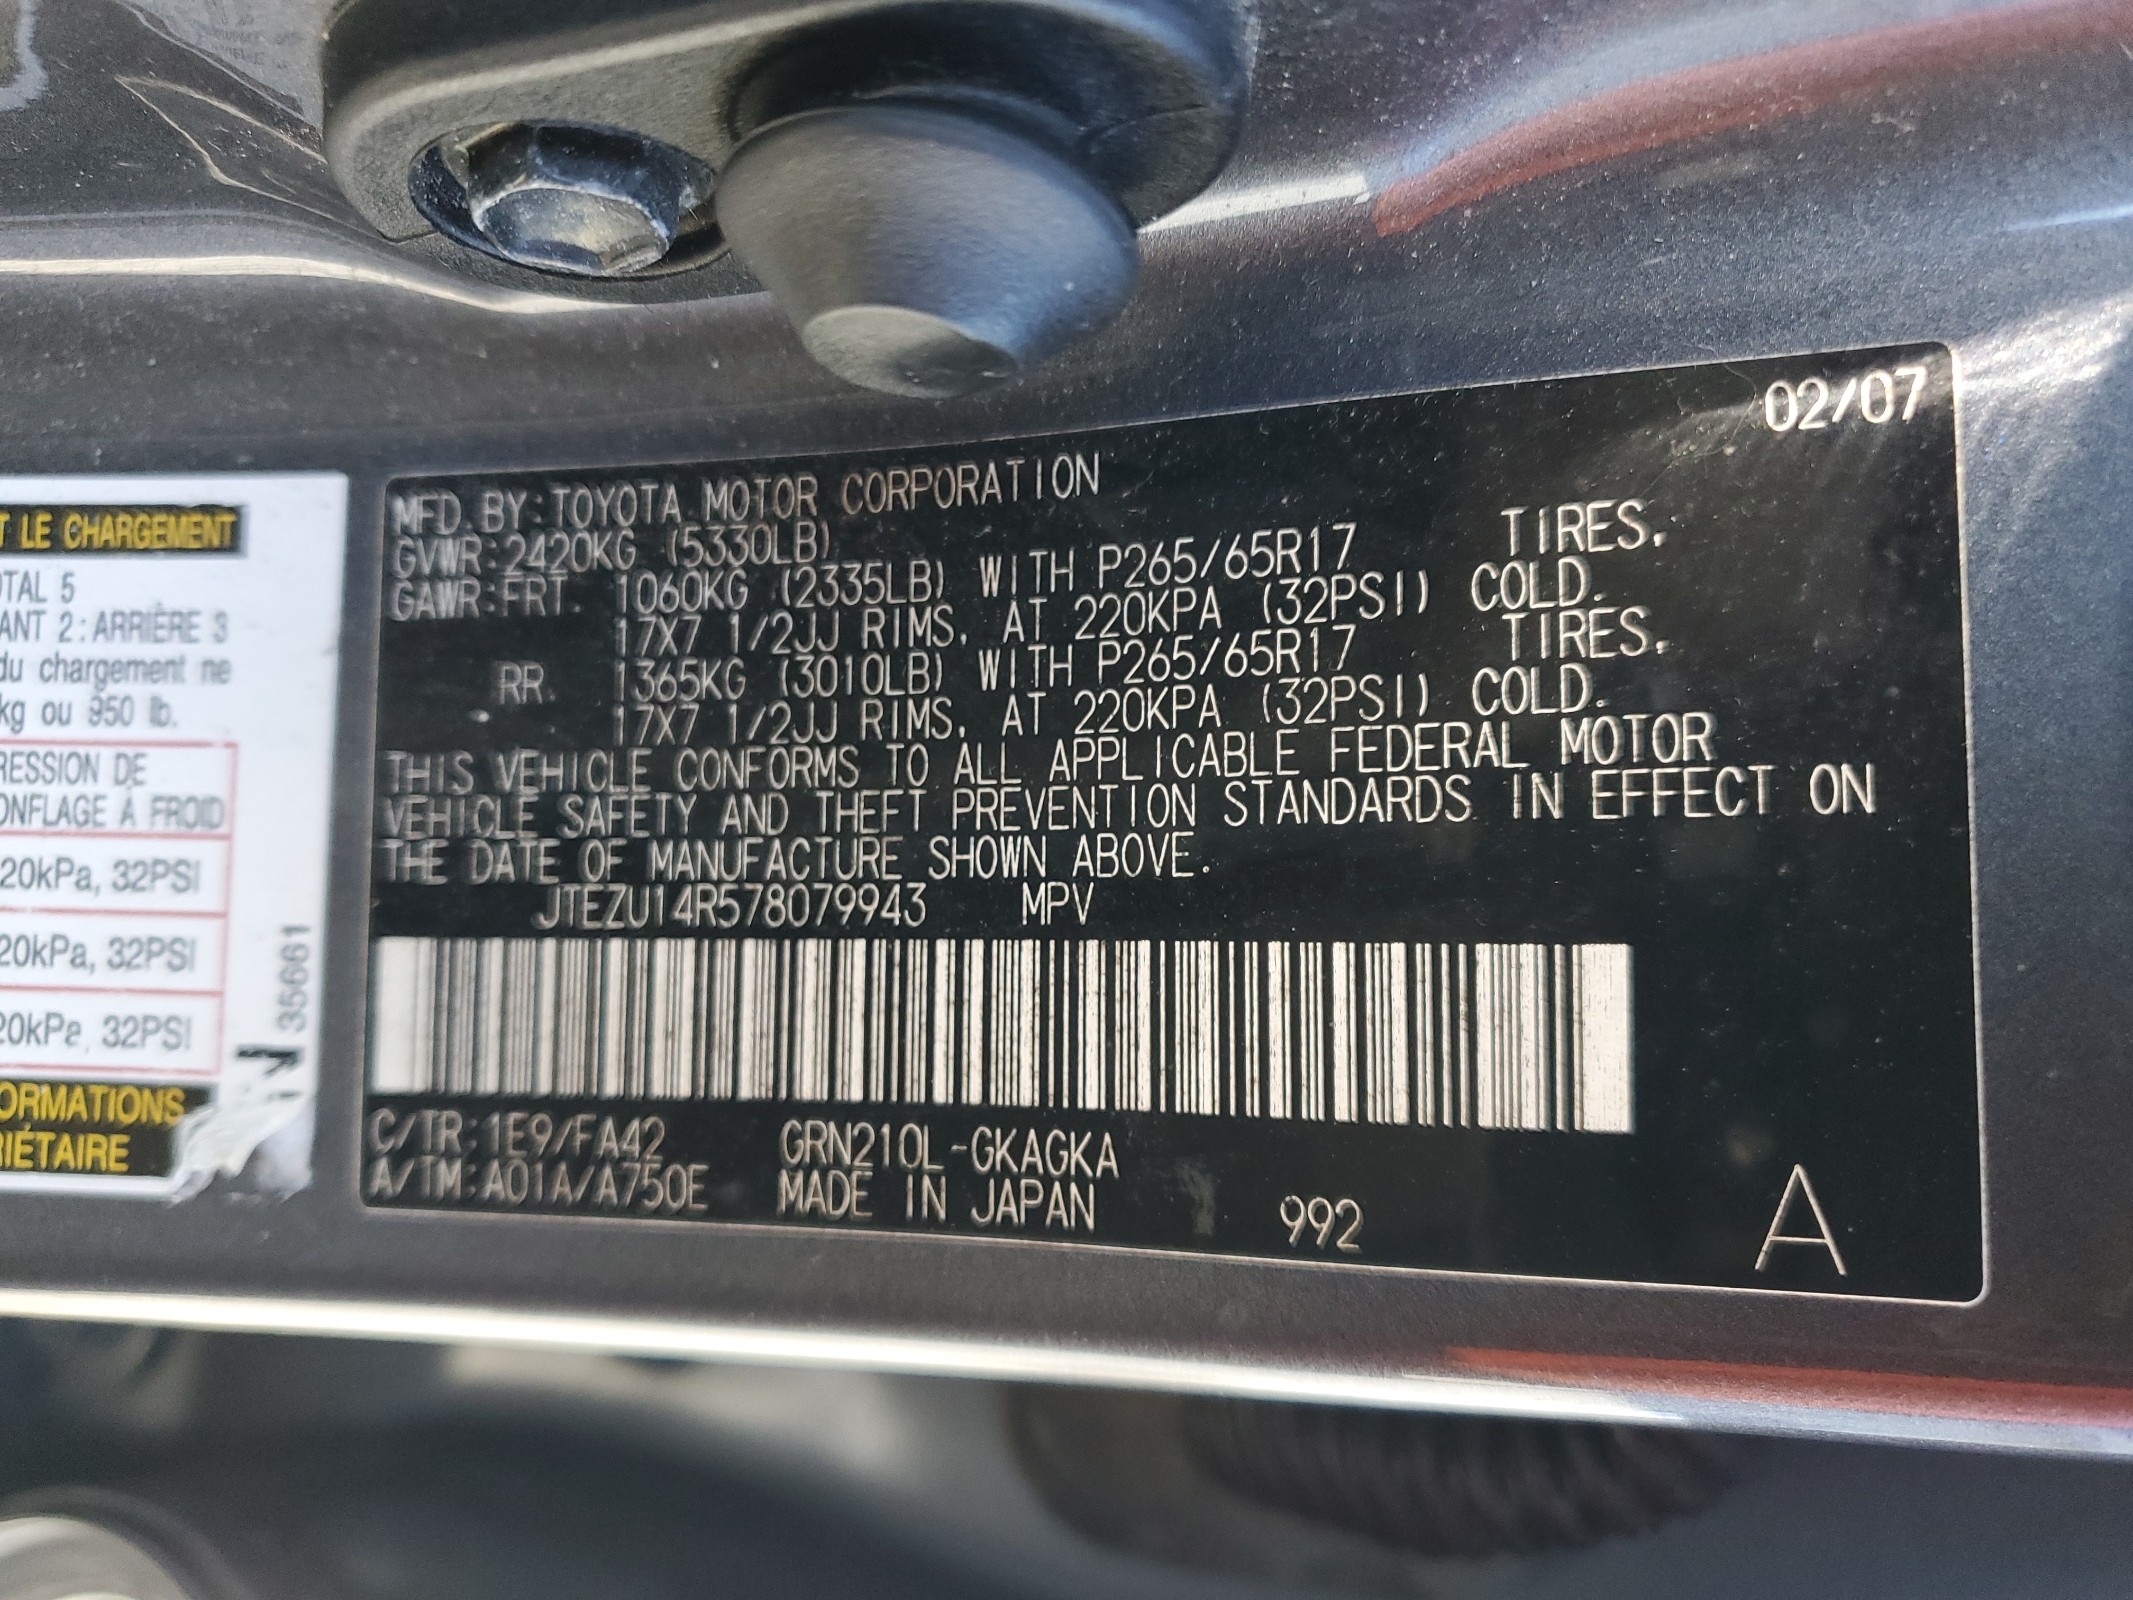 T LE CHARGEMENT
OTAL 5
ANT 2: ARRIÈRE 3
du chargement ne
kg ou 950 lb.
RESSION DE
ONFLAGE À FROID
20kPa, 32PSI
20kPa, 32PSI
20kPa, 32PSI
ORMATIONS
RIÉTAIRE
35661
02/07
MFD. BY: TOYOTA MOTOR CORPORATION
GVWR: 2420KG (5330LB)
GAWR: FRT. 1060KG (2335LB) WITH P265/65R17 TIRES,
17X7 1/2JJ RIMS, AT 220KPA (32PSI) COLD.
RR. 1365KG (3010LB) WITH P265/65R17 TIRES,
17X7 1/2JJ RIMS, AT 220KPA (32PSI) COLD.
THIS VEHICLE CONFORMS TO ALL APPLICABLE FEDERAL MOTOR
VEHICLE SAFETY AND THEFT PREVENTION STANDARDS IN EFFECT ON
THE DATE OF MANUFACTURE SHOWN ABOVE.
JTEZU14R578079943 MPV
C/TR: 1E9/FA42 GRN210L-GKAGKA
A/TM: A01A/A750E MADE IN JAPAN 992 A